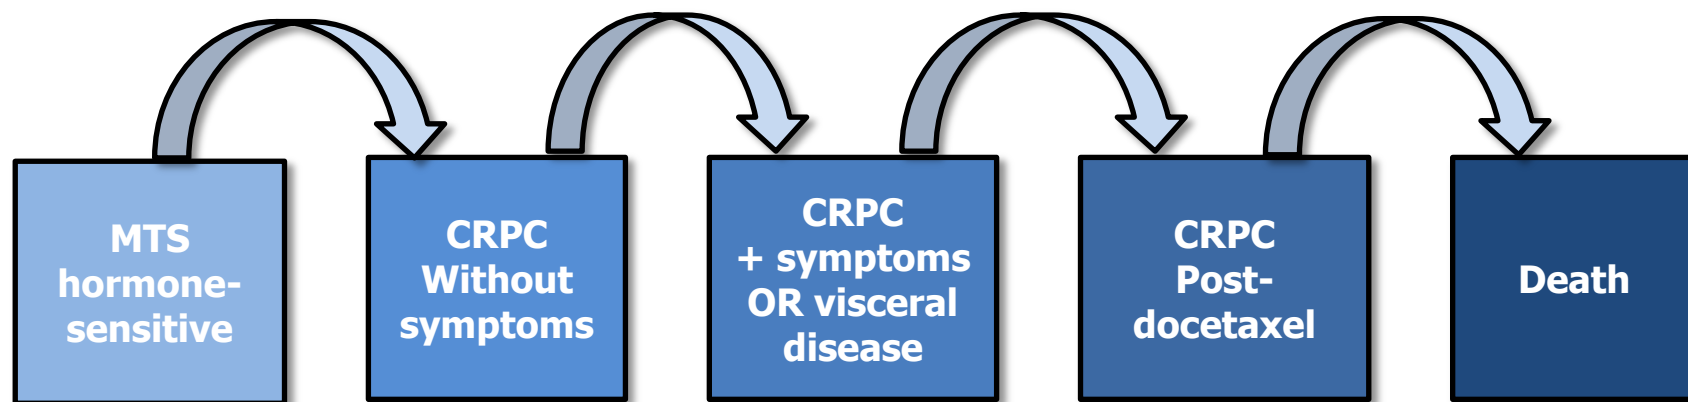 MTS
hormone-
sensitive
CRPC
Without
symptoms
CRPC
+ symptoms
OR visceral
disease
CRPC
Post-
docetaxel
Death